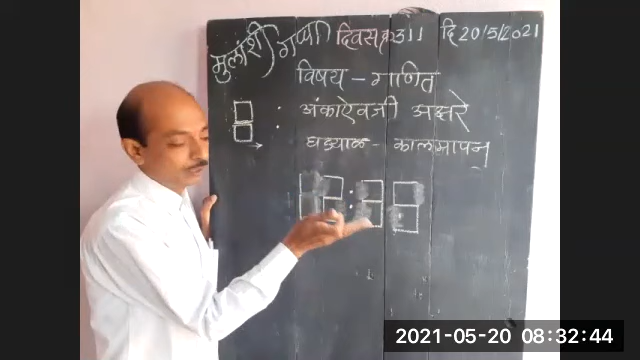 मुलांशी गप्पा दिवस क्र 311 दि 20/5/2021
विषय - गणित
: अंकाऐवजी अक्षरे
घड्याळ - कालमापन
2021-05-20 08:32:44